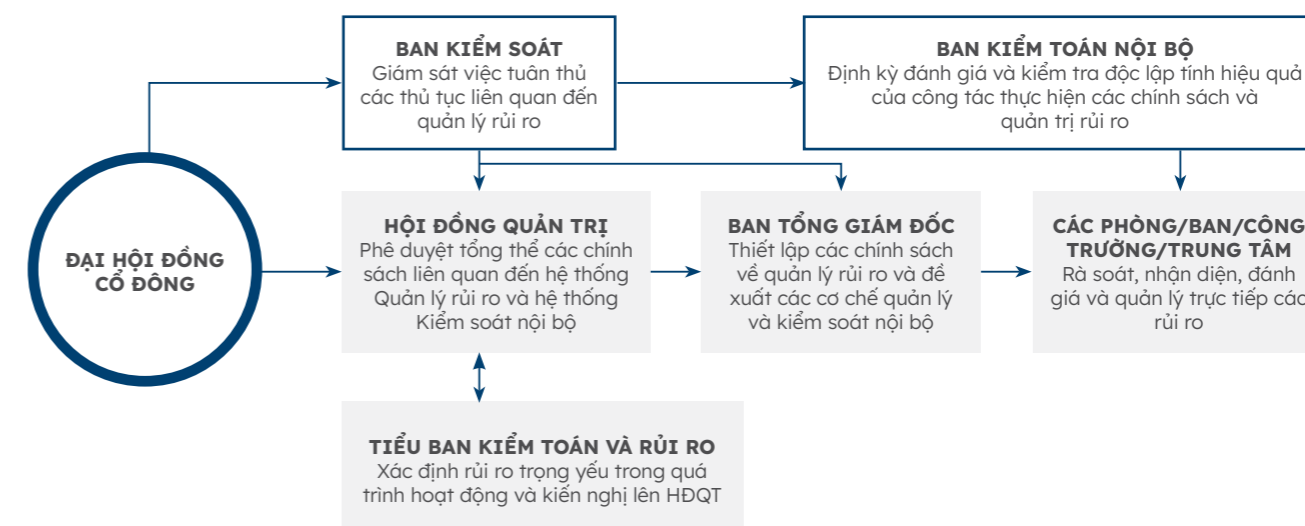 BAN KIỂM SOÁT
Giám sát việc tuân thủ
các thủ tục liên quan đến
quản lý rủi ro
BAN KIỂM TOÁN NỘI BỘ
Định kỳ đánh giá và kiểm tra độc lập tính hiệu quả
của công tác thực hiện các chính sách và
quản trị rủi ro
ĐẠI HỘI ĐỒNG
CỔ ĐÔNG
HỘI ĐỒNG QUẢN TRỊ
Phê duyệt tổng thể các chính
sách liên quan đến hệ thống
Quản lý rủi ro và hệ thống
Kiểm soát nội bộ
BAN TỔNG GIÁM ĐỐC
Thiết lập các chính sách
về quản lý rủi ro và đề
xuất các cơ chế quản lý
và kiểm soát nội bộ
CÁC PHÒNG/BAN/CÔNG
TRƯỜNG/TRUNG TÂM
Rà soát, nhận diện, đánh
giá và quản lý trực tiếp các
rủi ro
TIỂU BAN KIỂM TOÁN VÀ RỦI RO
Xác định rủi ro trọng yếu trong quá
trình hoạt động và kiến nghị lên HĐQT